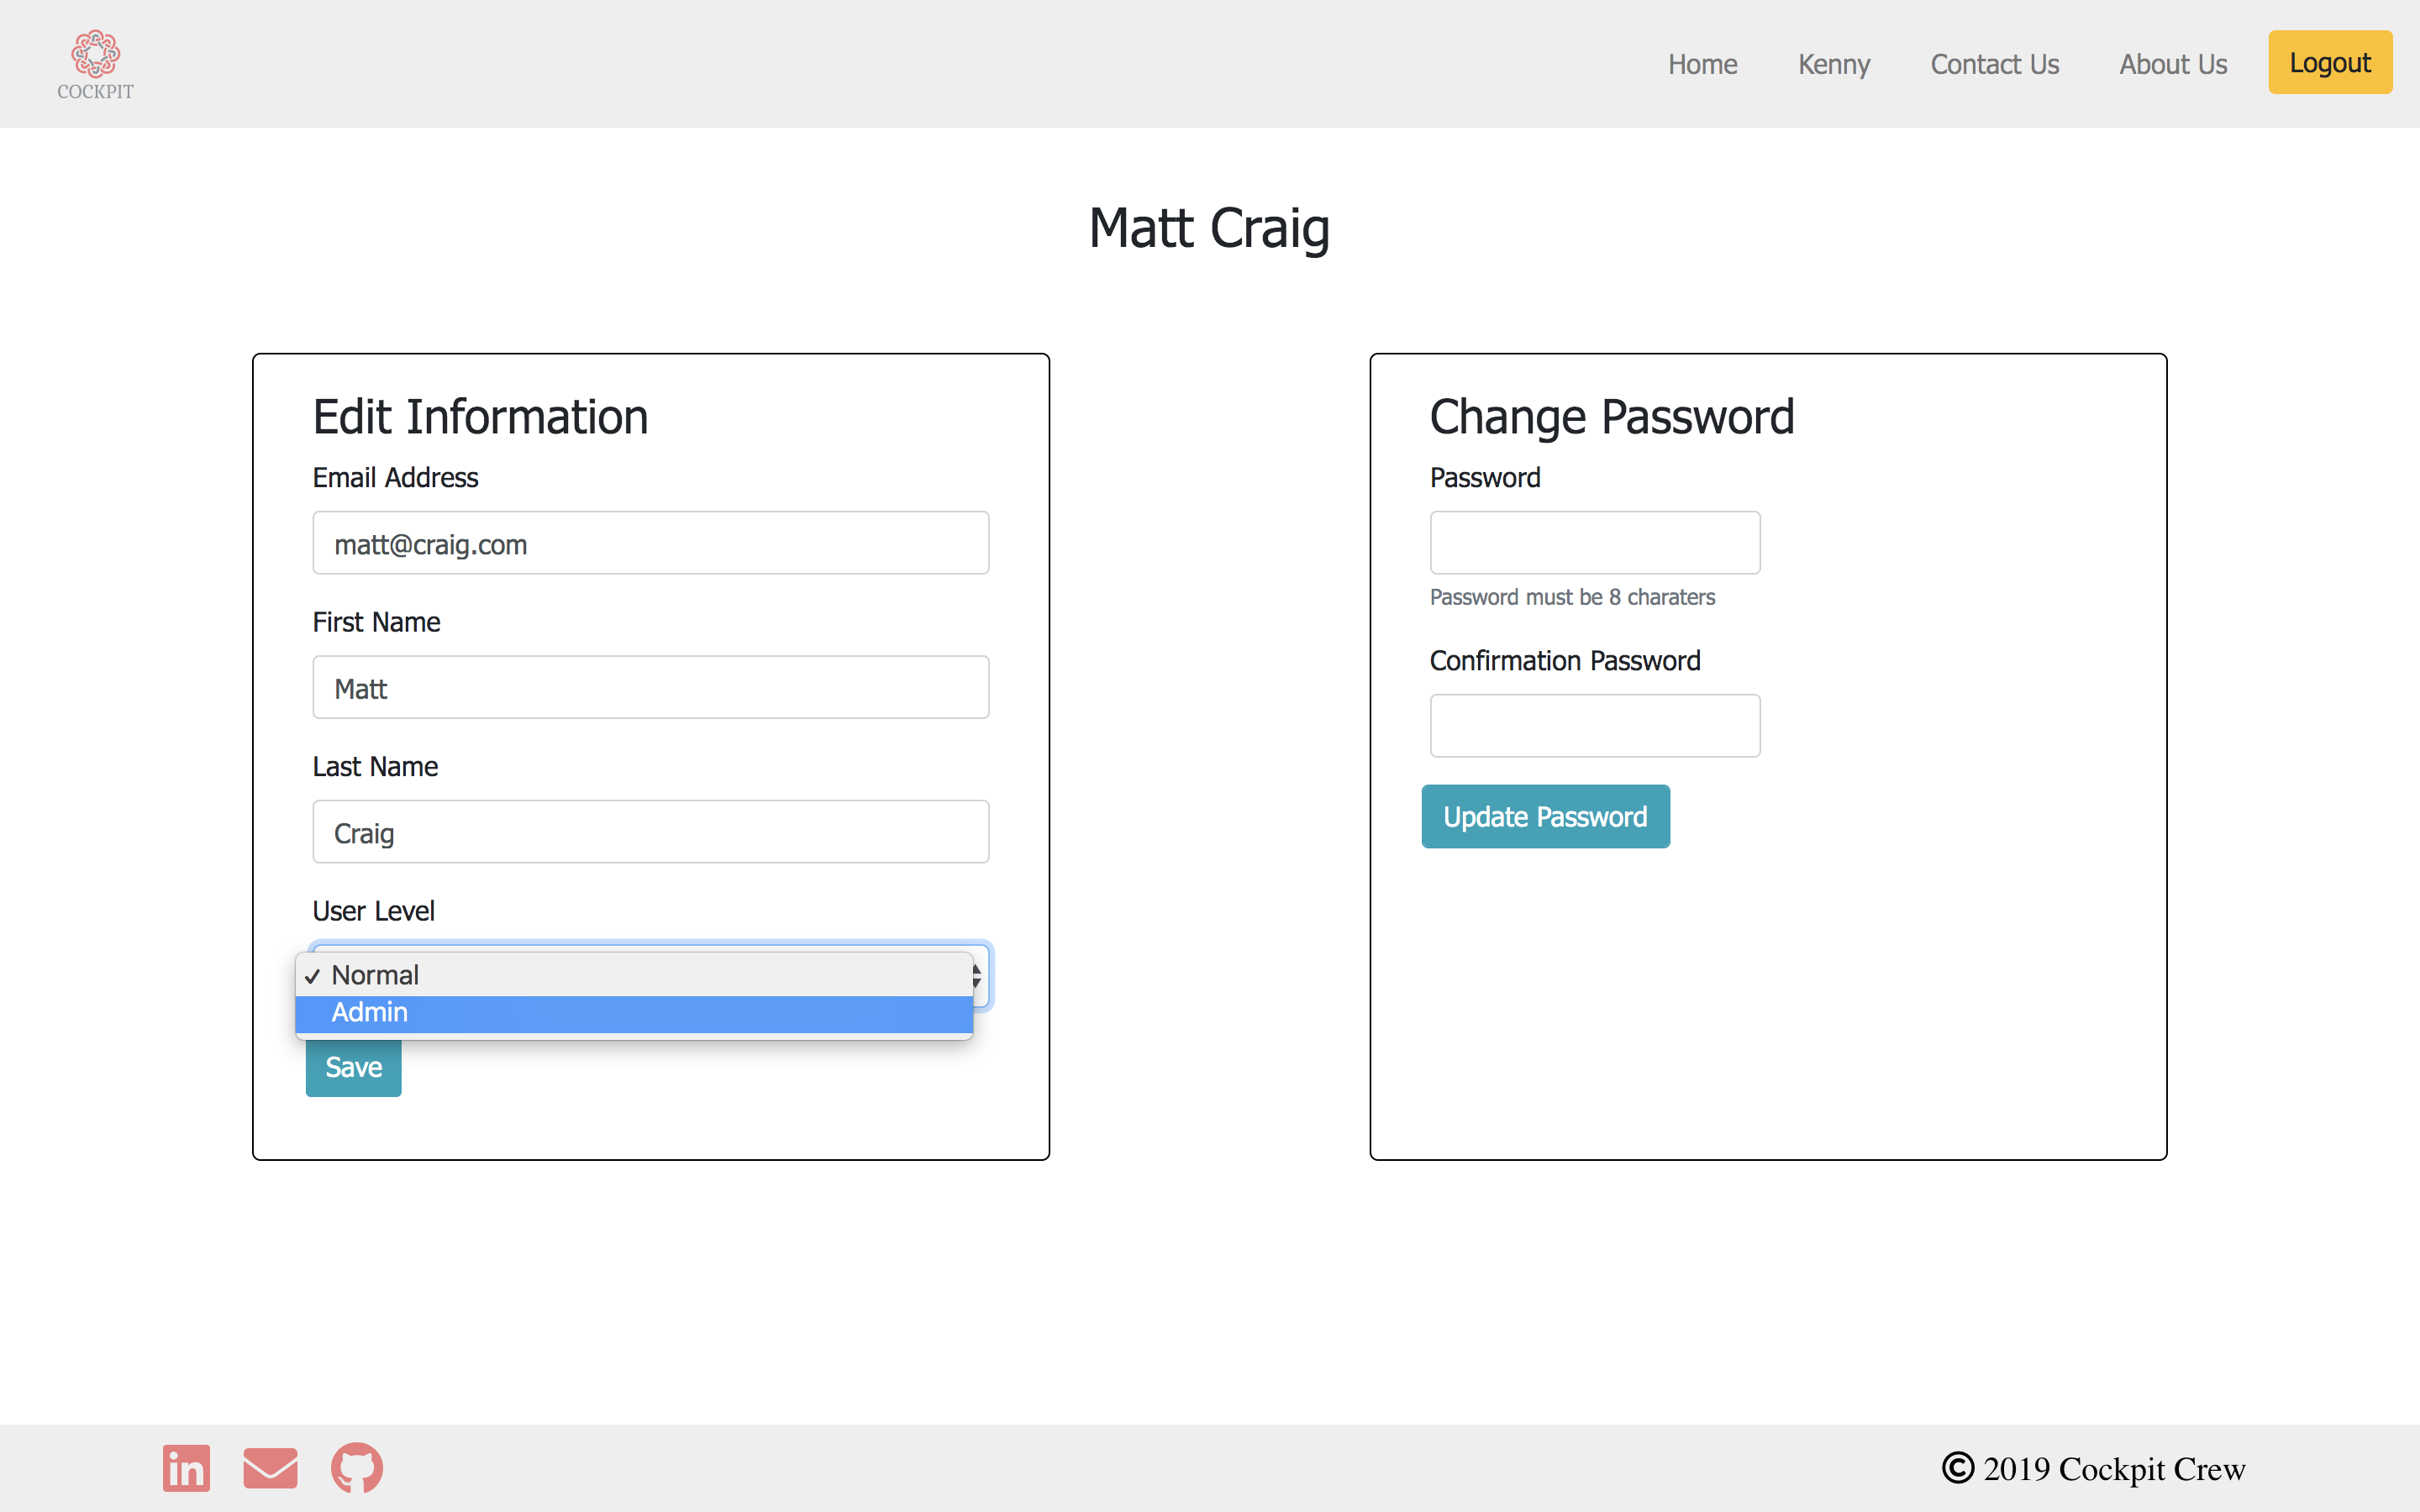 COCKPIT
Home Kenny Contact Us About Us Logout
Matt Craig
Edit Information
Email Address
matt@craig.com
First Name
Matt
Last Name
Craig
User Level
✓ Normal
Admin
Save
Change Password
Password
Password must be 8 charaters
Confirmation Password
Update Password
in
© 2019 Cockpit Crew